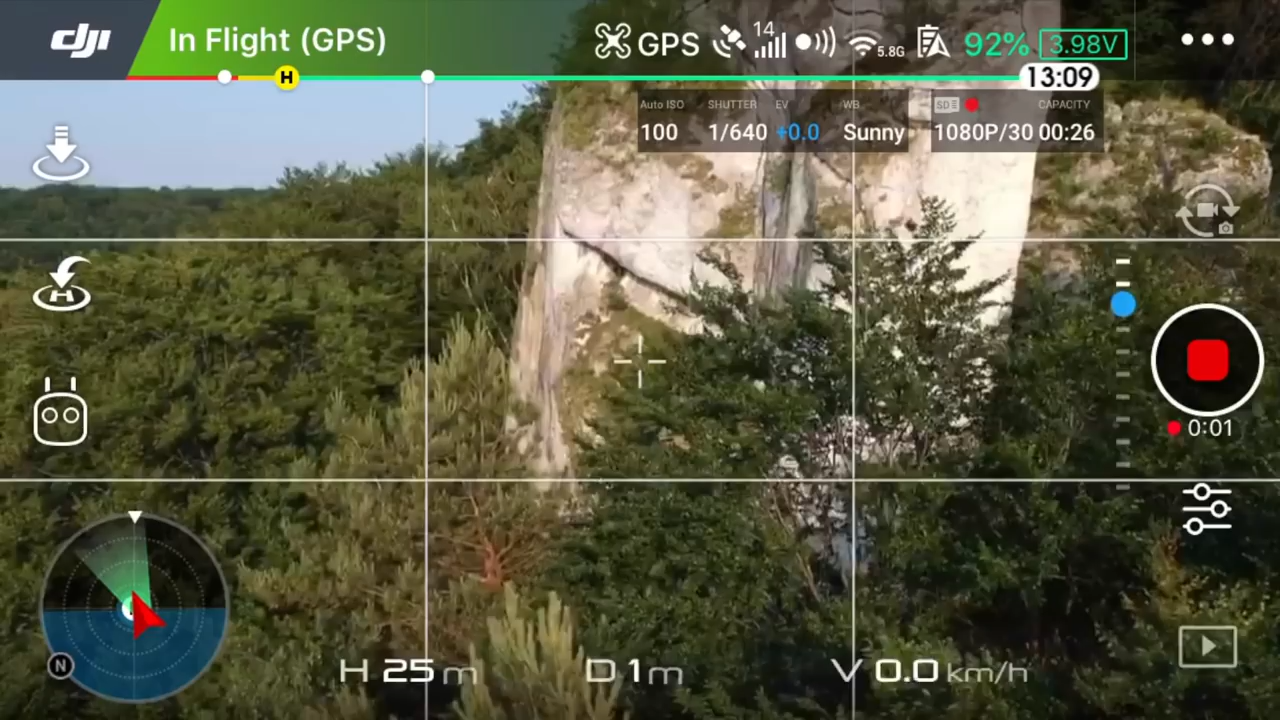 dji In Flight (GPS) GPS 14 5.8G 92% 3.98V
H 13:09
Auto ISO SHUTTER EV WB SD CAPACITY
100 1/640 +0.0 Sunny 1080P/30 00:26
H
0:01
N
H 25 m D 1 m V 0.0 km/h